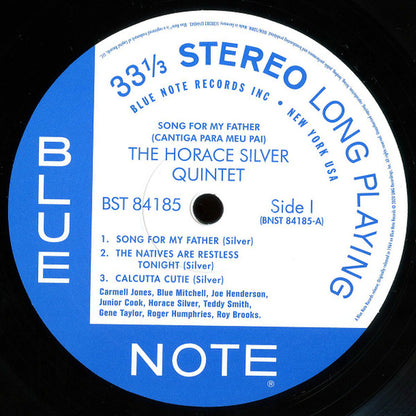 33⅓ STEREO LONG PLAYING
BLUE NOTE RECORDS INC • NEW YORK USA
SONG FOR MY FATHER
(CANTIGA PARA MEU PAI)
THE HORACE SILVER
QUINTET
BST 84185
Side I
(BNST 84185-A)
1. SONG FOR MY FATHER (Silver)
2. THE NATIVES ARE RESTLESS
TONIGHT (Silver)
3. CALCUTTA CUTIE (Silver)
Carmell Jones, Blue Mitchell, Joe Henderson,
Junior Cook, Horace Silver, Teddy Smith,
Gene Taylor, Roger Humphries, Roy Brooks.
BLUE
NOTE
®